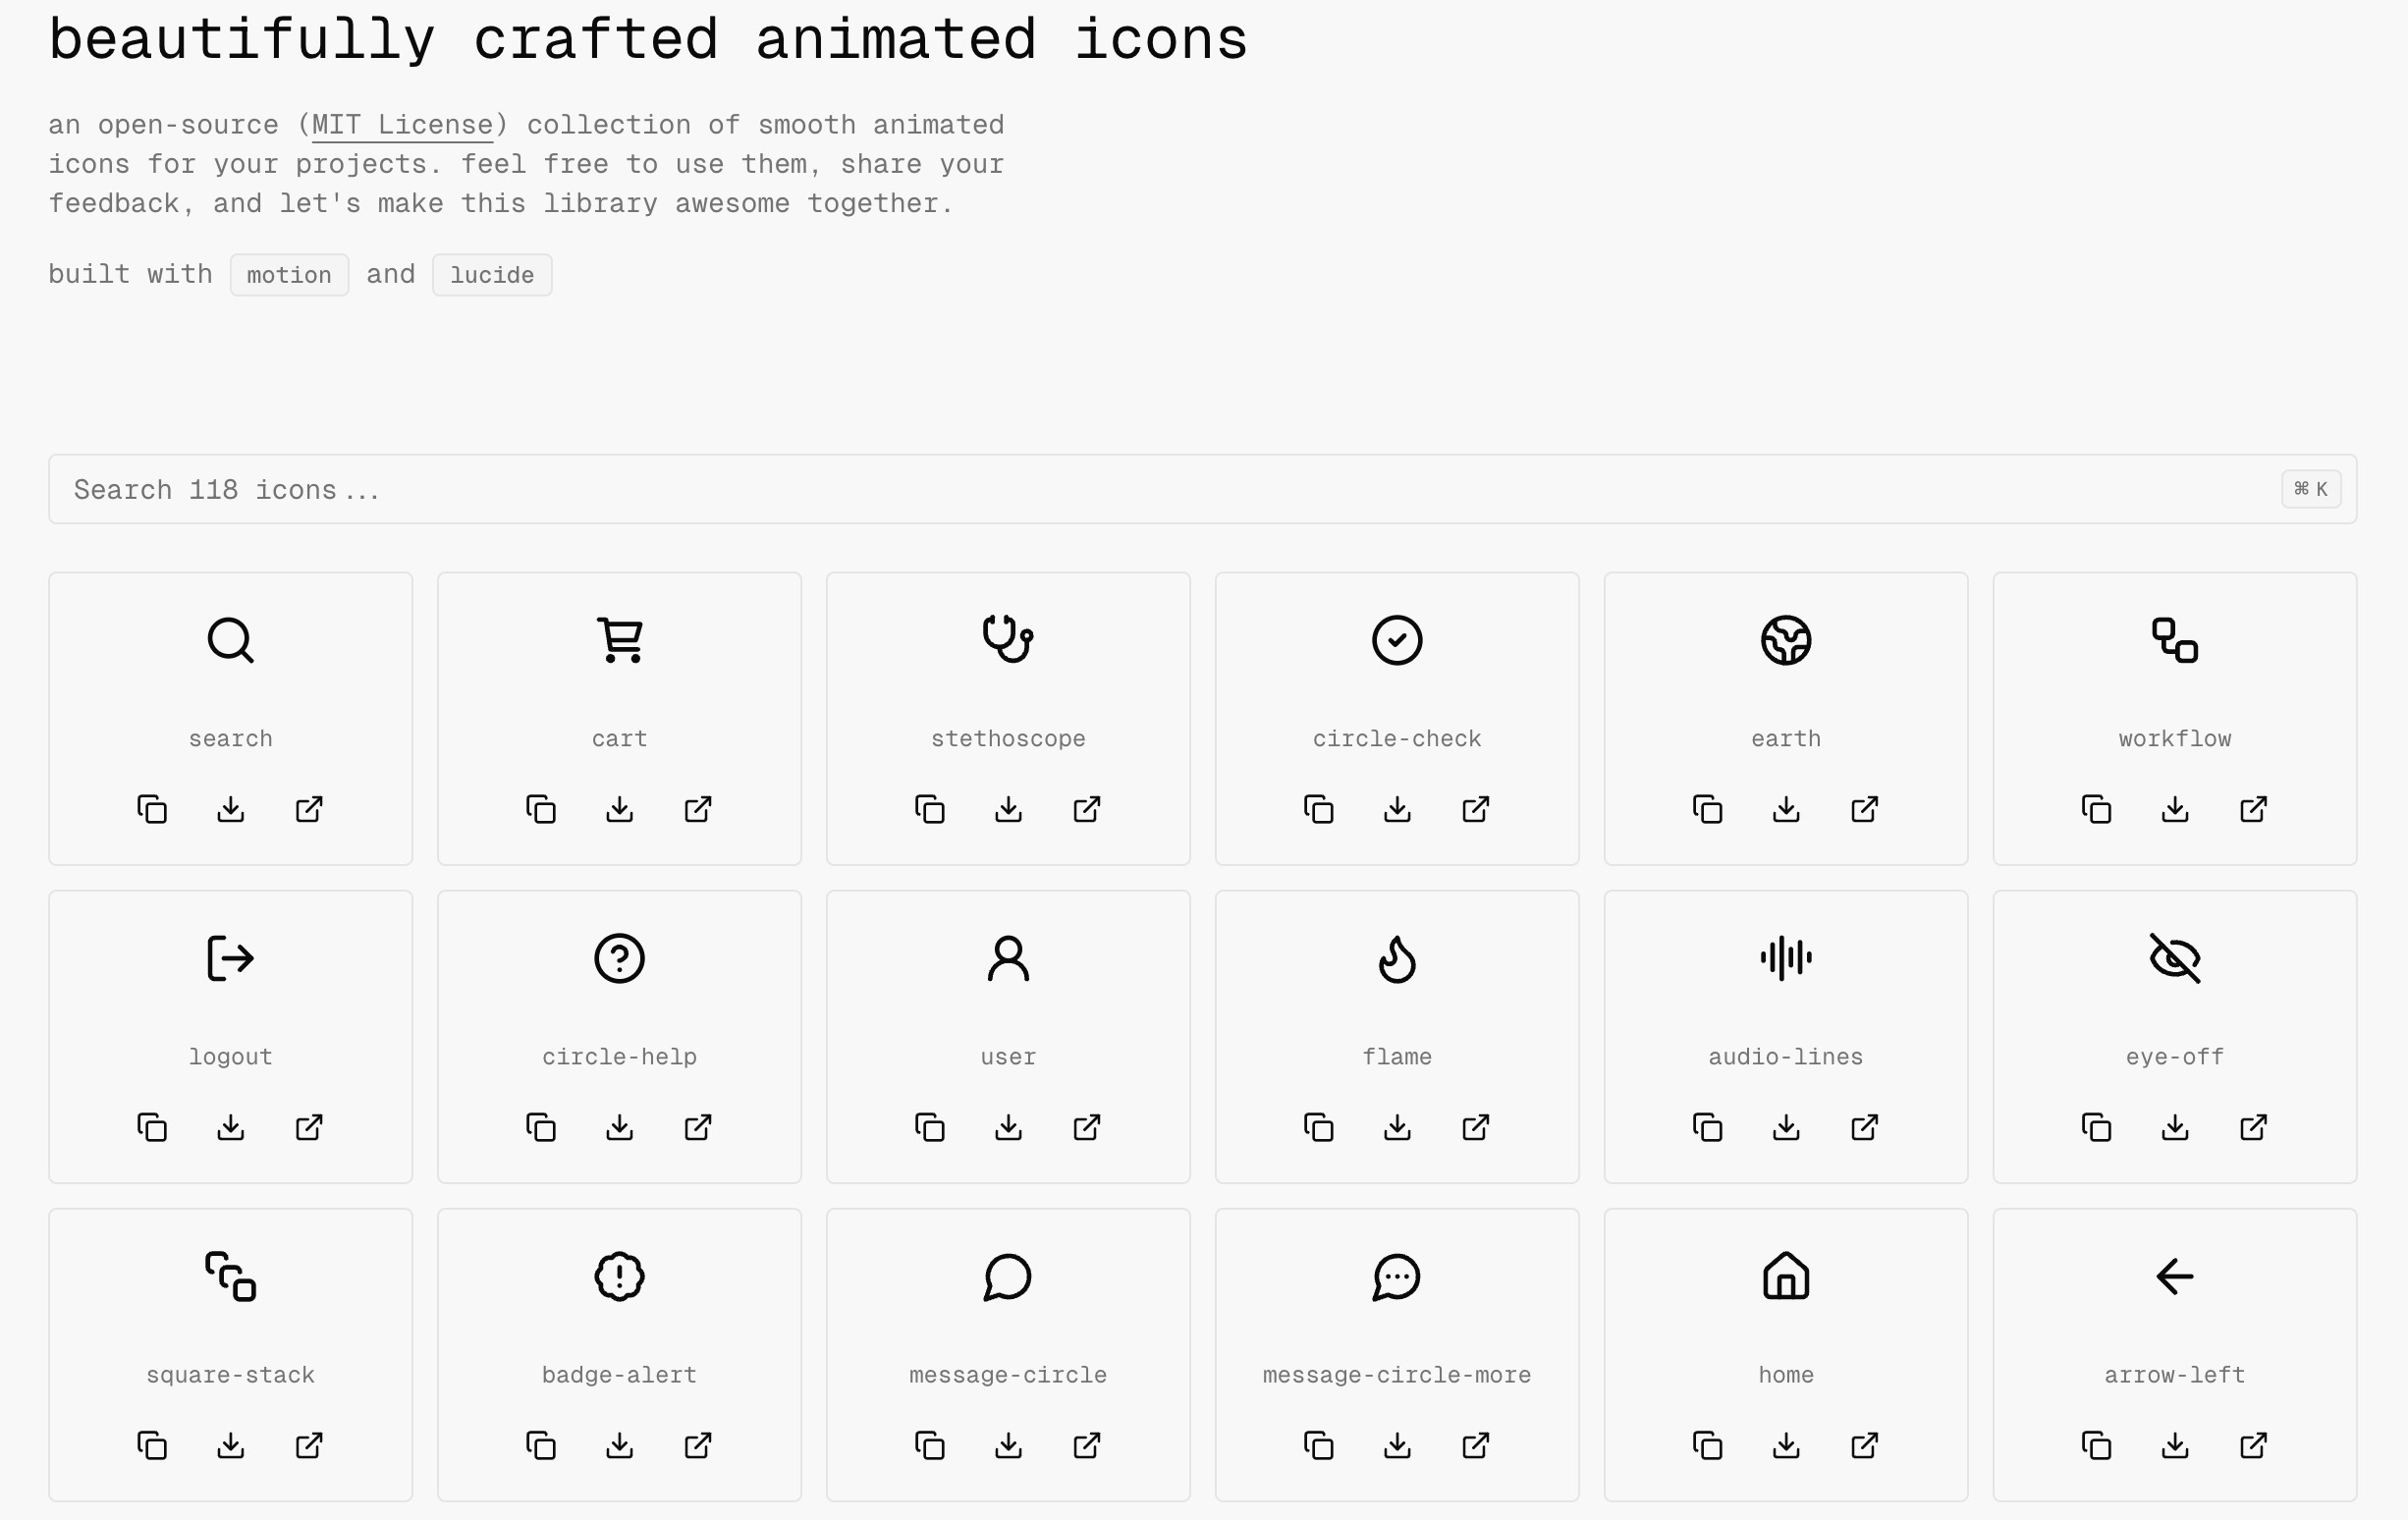 beautifully crafted animated icons
an open-source (MIT License) collection of smooth animated
icons for your projects. feel free to use them, share your
feedback, and let's make this library awesome together.
built with motion and lucide
Search 118 icons... ⌘ K
search cart stethoscope circle-check earth workflow
logout circle-help user flame audio-lines eye-off
square-stack badge-alert message-circle message-circle-more home arrow-left